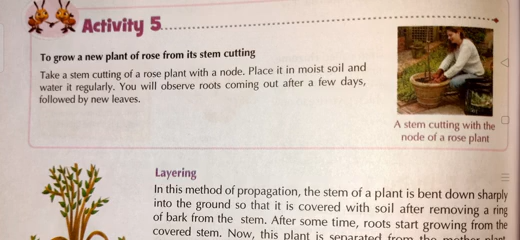 Activity 5
To grow a new plant of rose from its stem cutting
Take a stem cutting of a rose plant with a node. Place it in moist soil and
water it regularly. You will observe roots coming out after a few days,
followed by new leaves.
A stem cutting with the
node of a rose plant
Layering
In this method of propagation, the stem of a plant is bent down sharply
into the ground so that it is covered with soil after removing a ring
of bark from the stem. After some time, roots start growing from the
covered stem. Now, this plant is separated from the mother plant